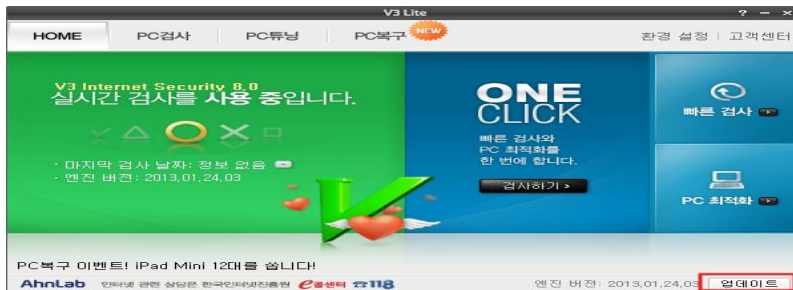 V3 Lite
? − ×
HOME PC검사 PC튜닝 PC복구 NEW 환경 설정 | 고객센터
V3 Internet Security 8.0
실시간 검사를 사용 중입니다.
· 마지막 검사 날짜: 정보 없음
· 엔진 버전: 2013.01.24.03
ONE
CLICK
빠른 검사와
PC 최적화를
한 번에 합니다.
검사하기 >
빠른 검사
PC 최적화
PC복구 이벤트! iPad Mini 12대를 쏩니다!
AhnLab 인터넷 관련 상담은 한국인터넷진흥원 e콜센터 ☎118 엔진 버전: 2013.01.24.03 업데이트